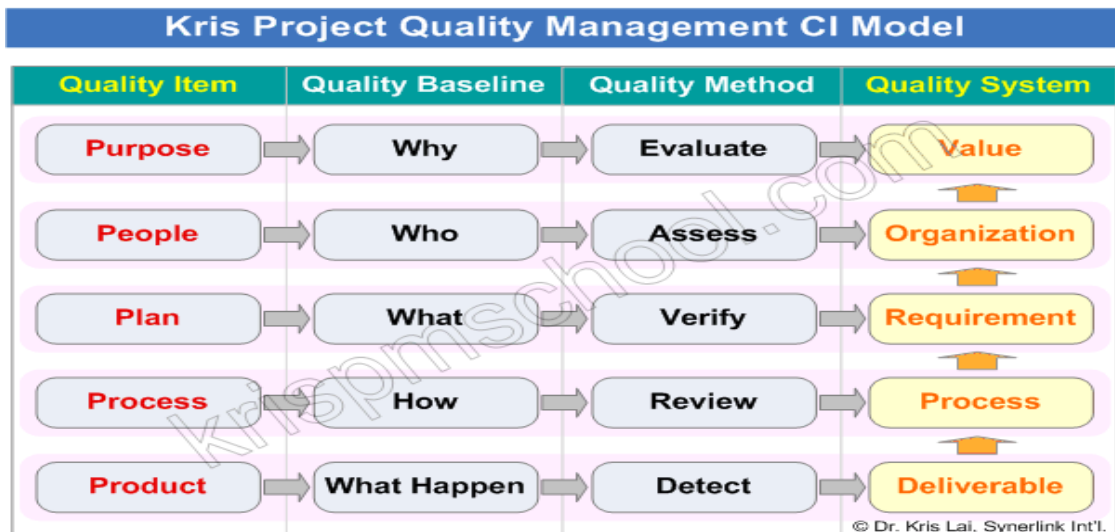 Kris Project Quality Management CI Model
Quality Item Quality Baseline Quality Method Quality System
Purpose Why Evaluate Value
People Who Assess Organization
Plan What Verify Requirement
Process How Review Process
Product What Happen Detect Deliverable
krispmschool.com
© Dr. Kris Lai, Synerlink Int'l.